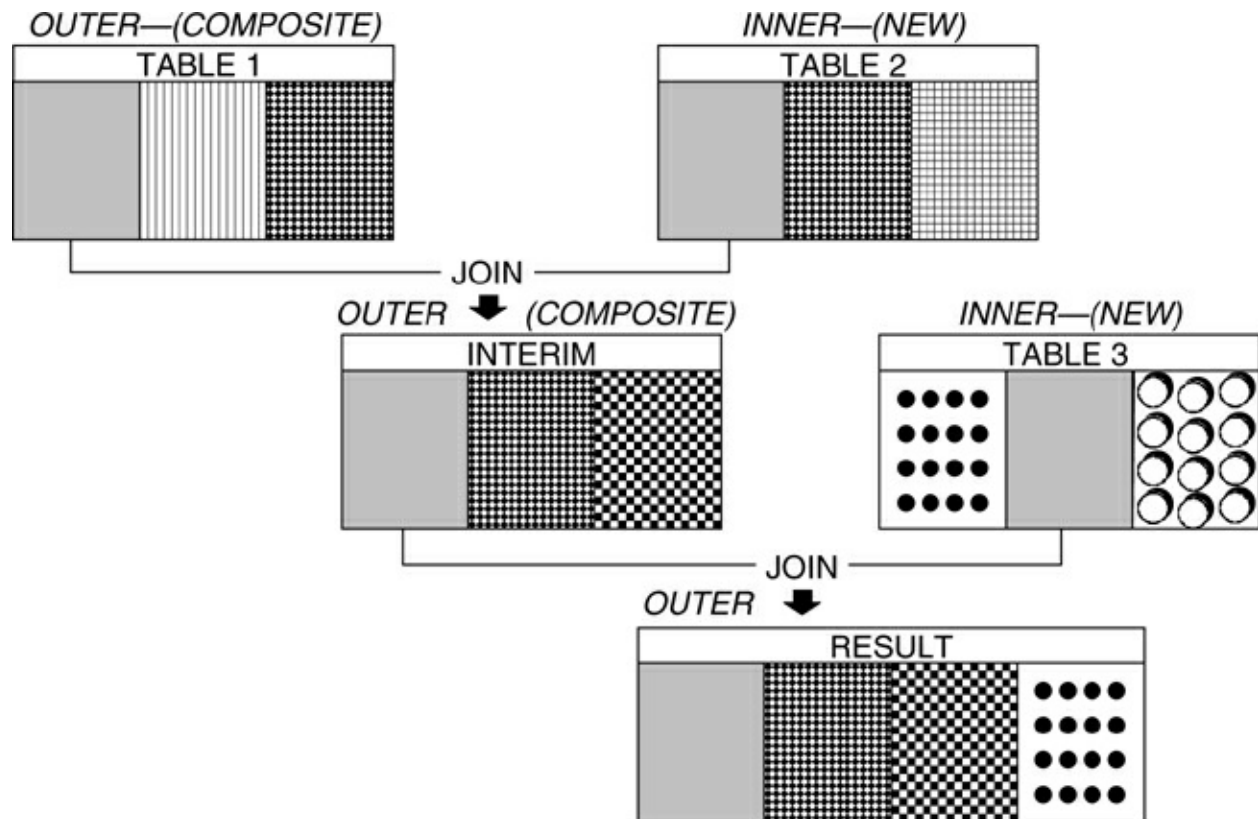 OUTER—(COMPOSITE)
INNER—(NEW)
TABLE 1
TABLE 2
JOIN
OUTER (COMPOSITE)
INNER—(NEW)
INTERIM
TABLE 3
JOIN
OUTER
RESULT